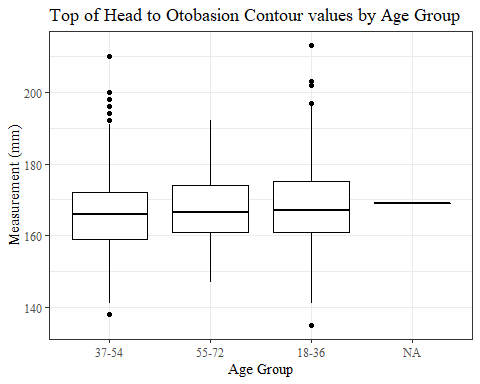 Top of Head to Otobasion Contour values by Age Group
Measurement (mm)
200
180
160
140
37-54
55-72
18-36
NA
Age Group